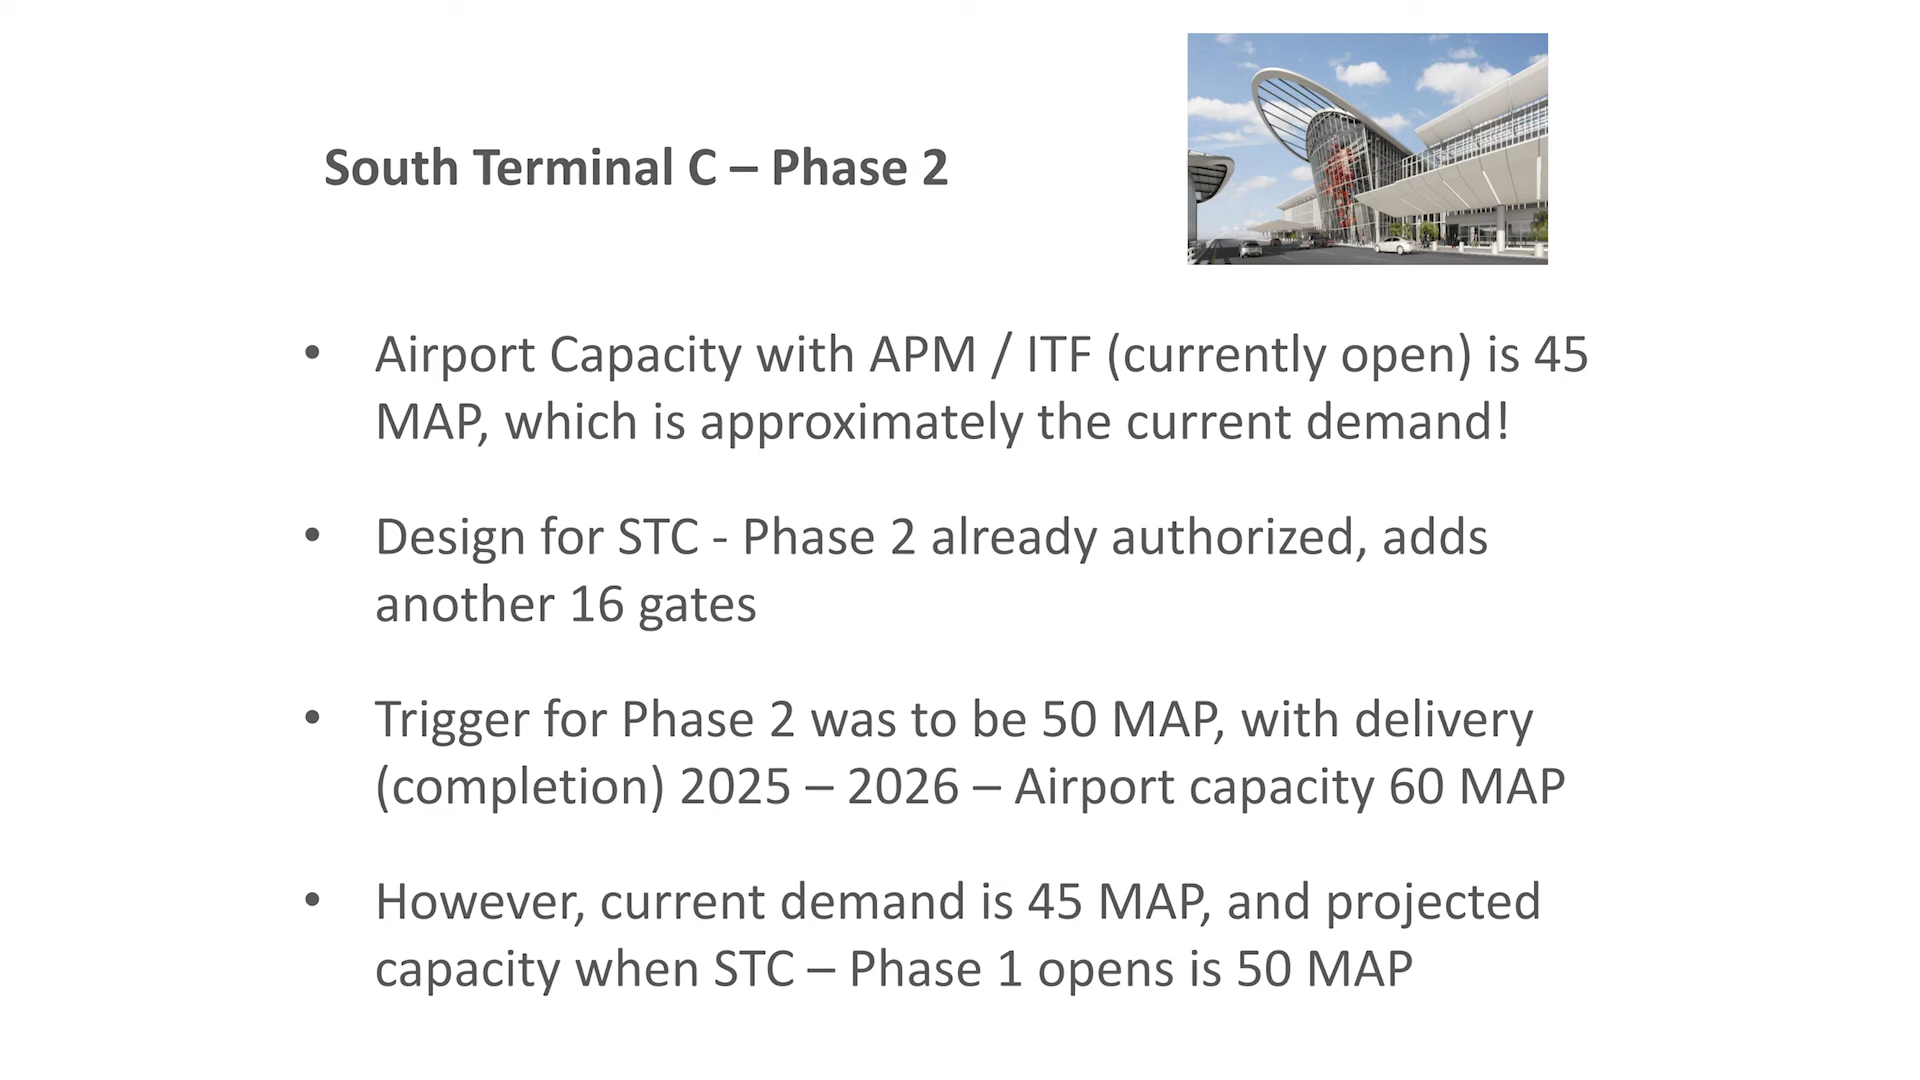 South Terminal C – Phase 2
• Airport Capacity with APM / ITF (currently open) is 45
MAP, which is approximately the current demand!
• Design for STC - Phase 2 already authorized, adds
another 16 gates
• Trigger for Phase 2 was to be 50 MAP, with delivery
(completion) 2025 – 2026 – Airport capacity 60 MAP
• However, current demand is 45 MAP, and projected
capacity when STC – Phase 1 opens is 50 MAP